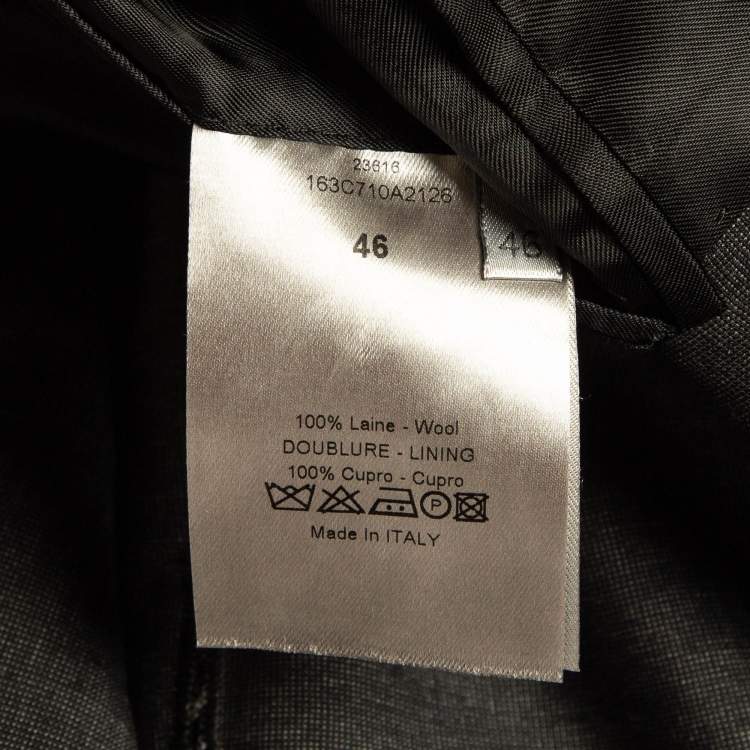 23616
163C710A2126
46
46
100% Laine - Wool
DOUBLURE - LINING
100% Cupro - Cupro
P
Made In ITALY